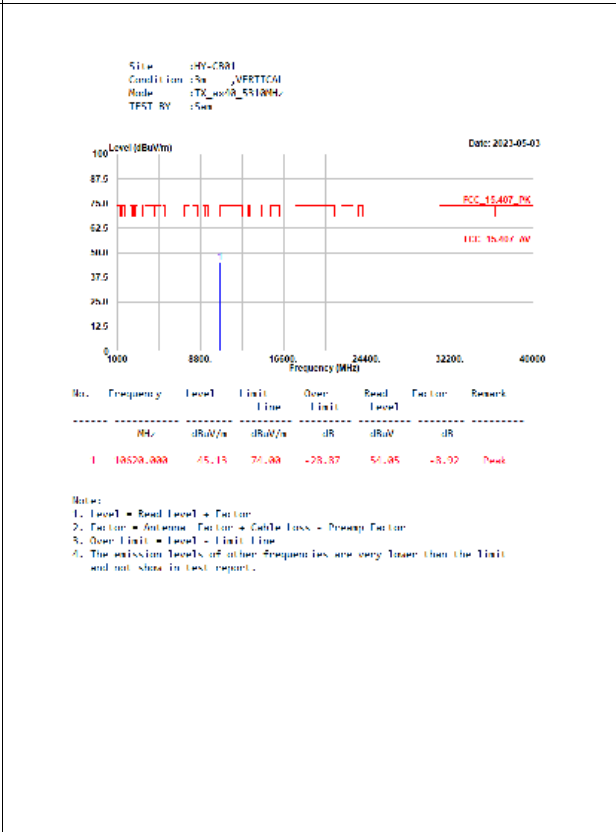 Site :HY-CB01
Condition :3m ,VERTICAL
Mode :TX_ax40_5310MHz
TEST BY :Sam
Level (dBuV/m) Date: 2023-05-03
100
87.5
75.0 FCC_15.407_PK
62.5
FCC_15.407_AV
50.0
1
37.5
25.0
12.5
0
1000 8800. 16600. 24400. 32200. 40000
Frequency (MHz)
No. Frequency Level Limit Over Read Factor Remark
Line Limit Level
MHz dBuV/m dBuV/m dB dBuV dB
1 10620.000 45.13 74.00 -28.87 54.05 -8.92 Peak
Note:
1. Level = Read Level + Factor
2. Factor = Antenna Factor + Cable Loss - Preamp Factor
3. Over Limit = Level - Limit Line
4. The emission levels of other frequencies are very lower than the limit
and not show in test report.